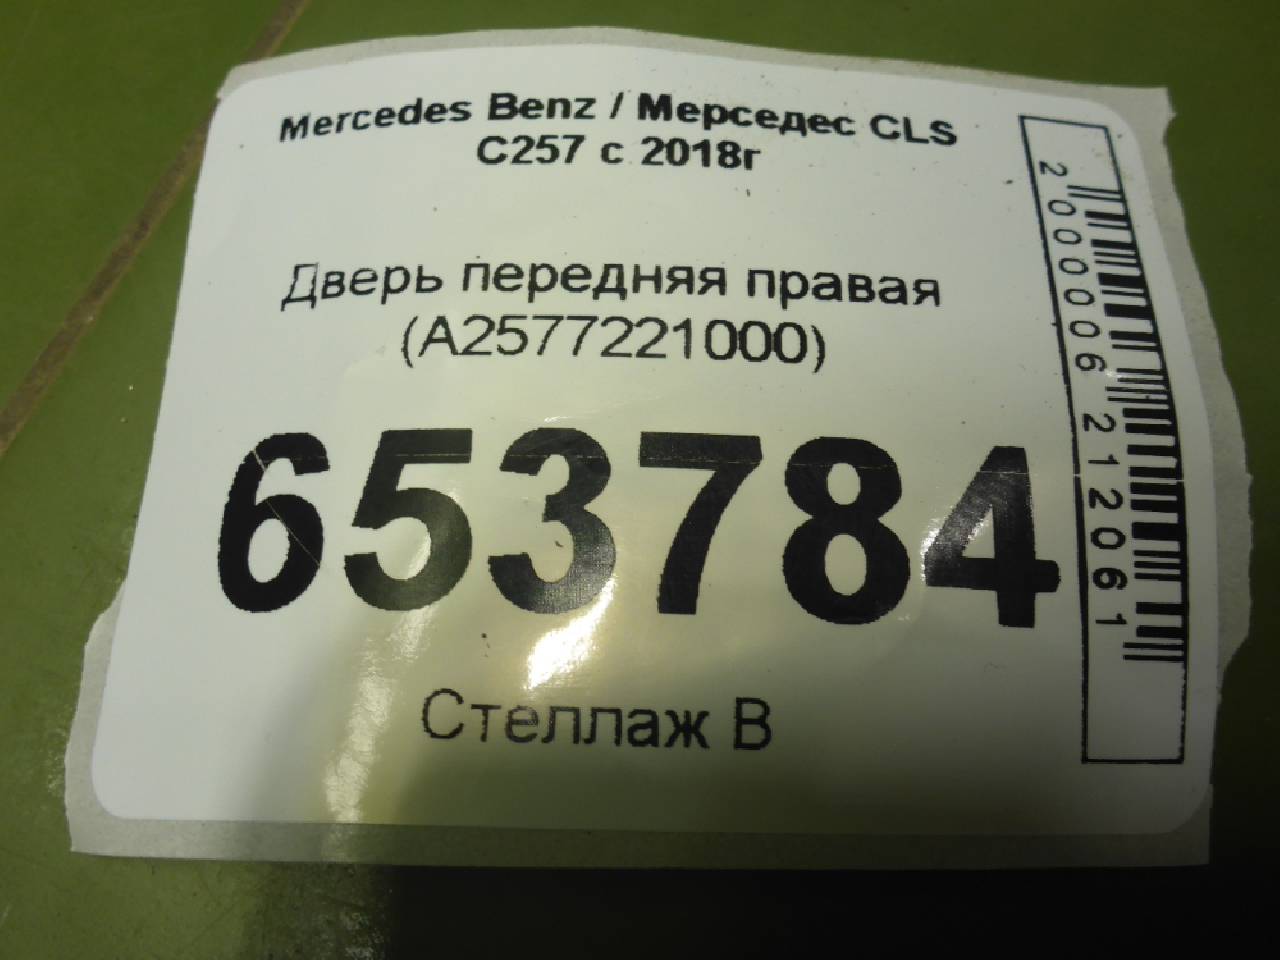 Mercedes Benz / Мерседес CLS
C257 с 2018г
Дверь передняя правая
(A2577221000)
653784
Стеллаж В
2000006212061